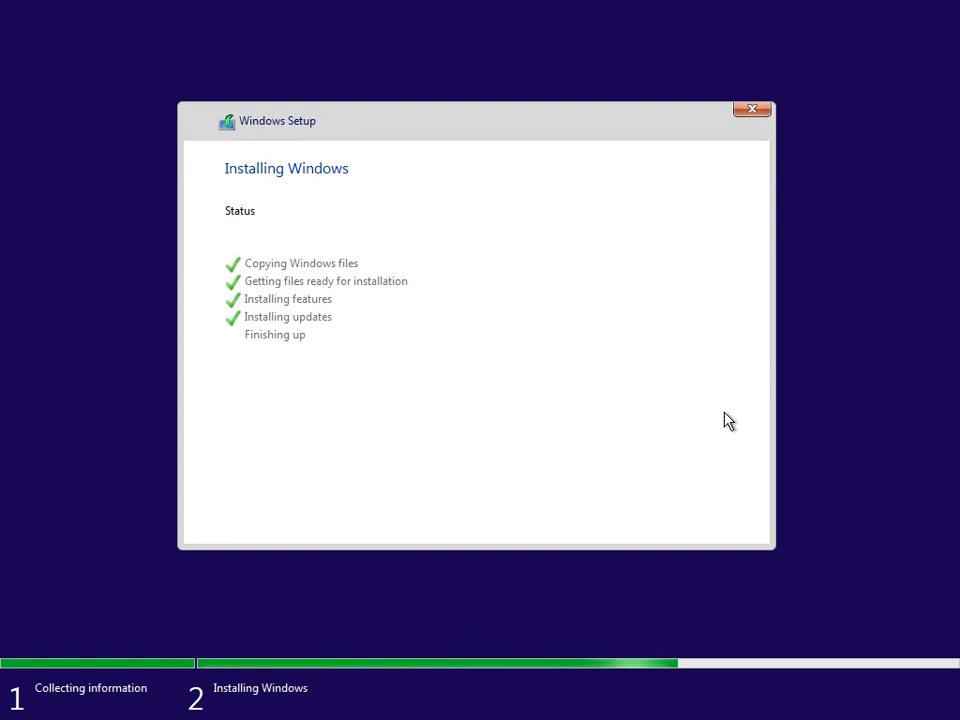 Windows Setup
Installing Windows
Status
Copying Windows files
Getting files ready for installation
Installing features
Installing updates
Finishing up
1 Collecting information
2 Installing Windows